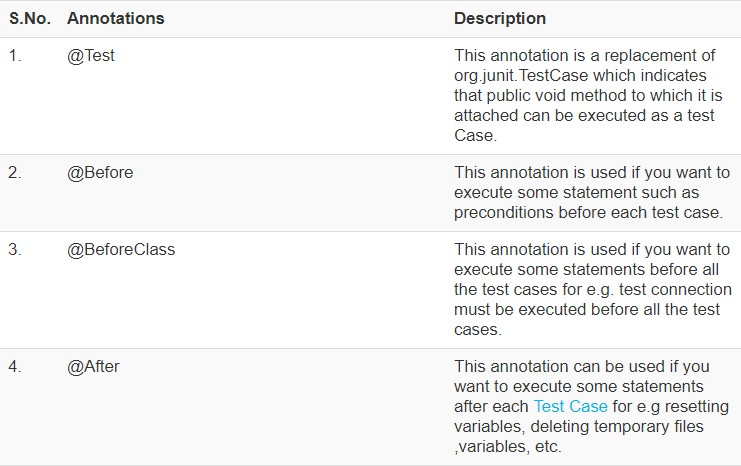 S.No. Annotations Description
1. @Test This annotation is a replacement of
org.junit.TestCase which indicates
that public void method to which it is
attached can be executed as a test
Case.
2. @Before This annotation is used if you want to
execute some statement such as
preconditions before each test case.
3. @BeforeClass This annotation is used if you want to
execute some statements before all
the test cases for e.g. test connection
must be executed before all the test
cases.
4. @After This annotation can be used if you
want to execute some statements
after each Test Case for e.g resetting
variables, deleting temporary files
,variables, etc.